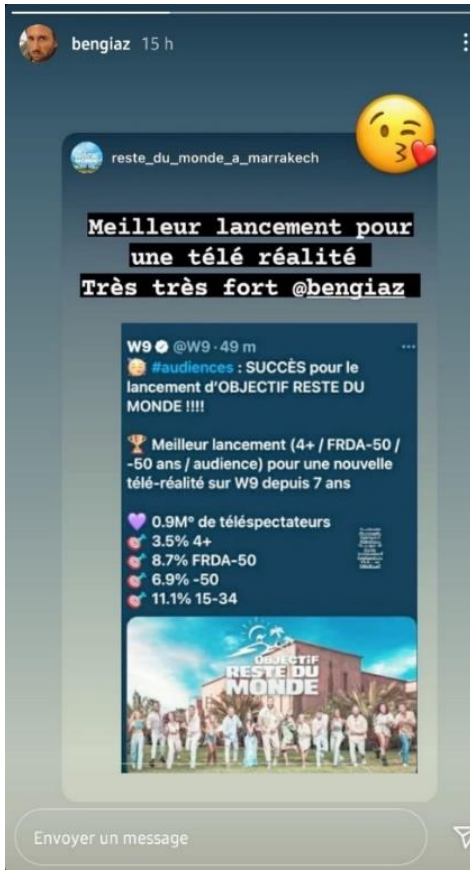 bengiaz 15 h
reste_du_monde_a_marrakech
Meilleur lancement pour
une télé réalité
Très très fort @bengiaz
W9 @W9 · 49 m
#audiences : SUCCÈS pour le
lancement d'OBJECTIF RESTE DU
MONDE !!!!
🏆 Meilleur lancement (4+ / FRDA-50 /
-50 ans / audience) pour une nouvelle
télé-réalité sur W9 depuis 7 ans
💜 0.9M° de téléspectateurs
🎯 3.5% 4+
🎯 8.7% FRDA-50
🎯 6.9% -50
🎯 11.1% 15-34
OBJECTIF
RESTE DU
MONDE
Envoyer un message